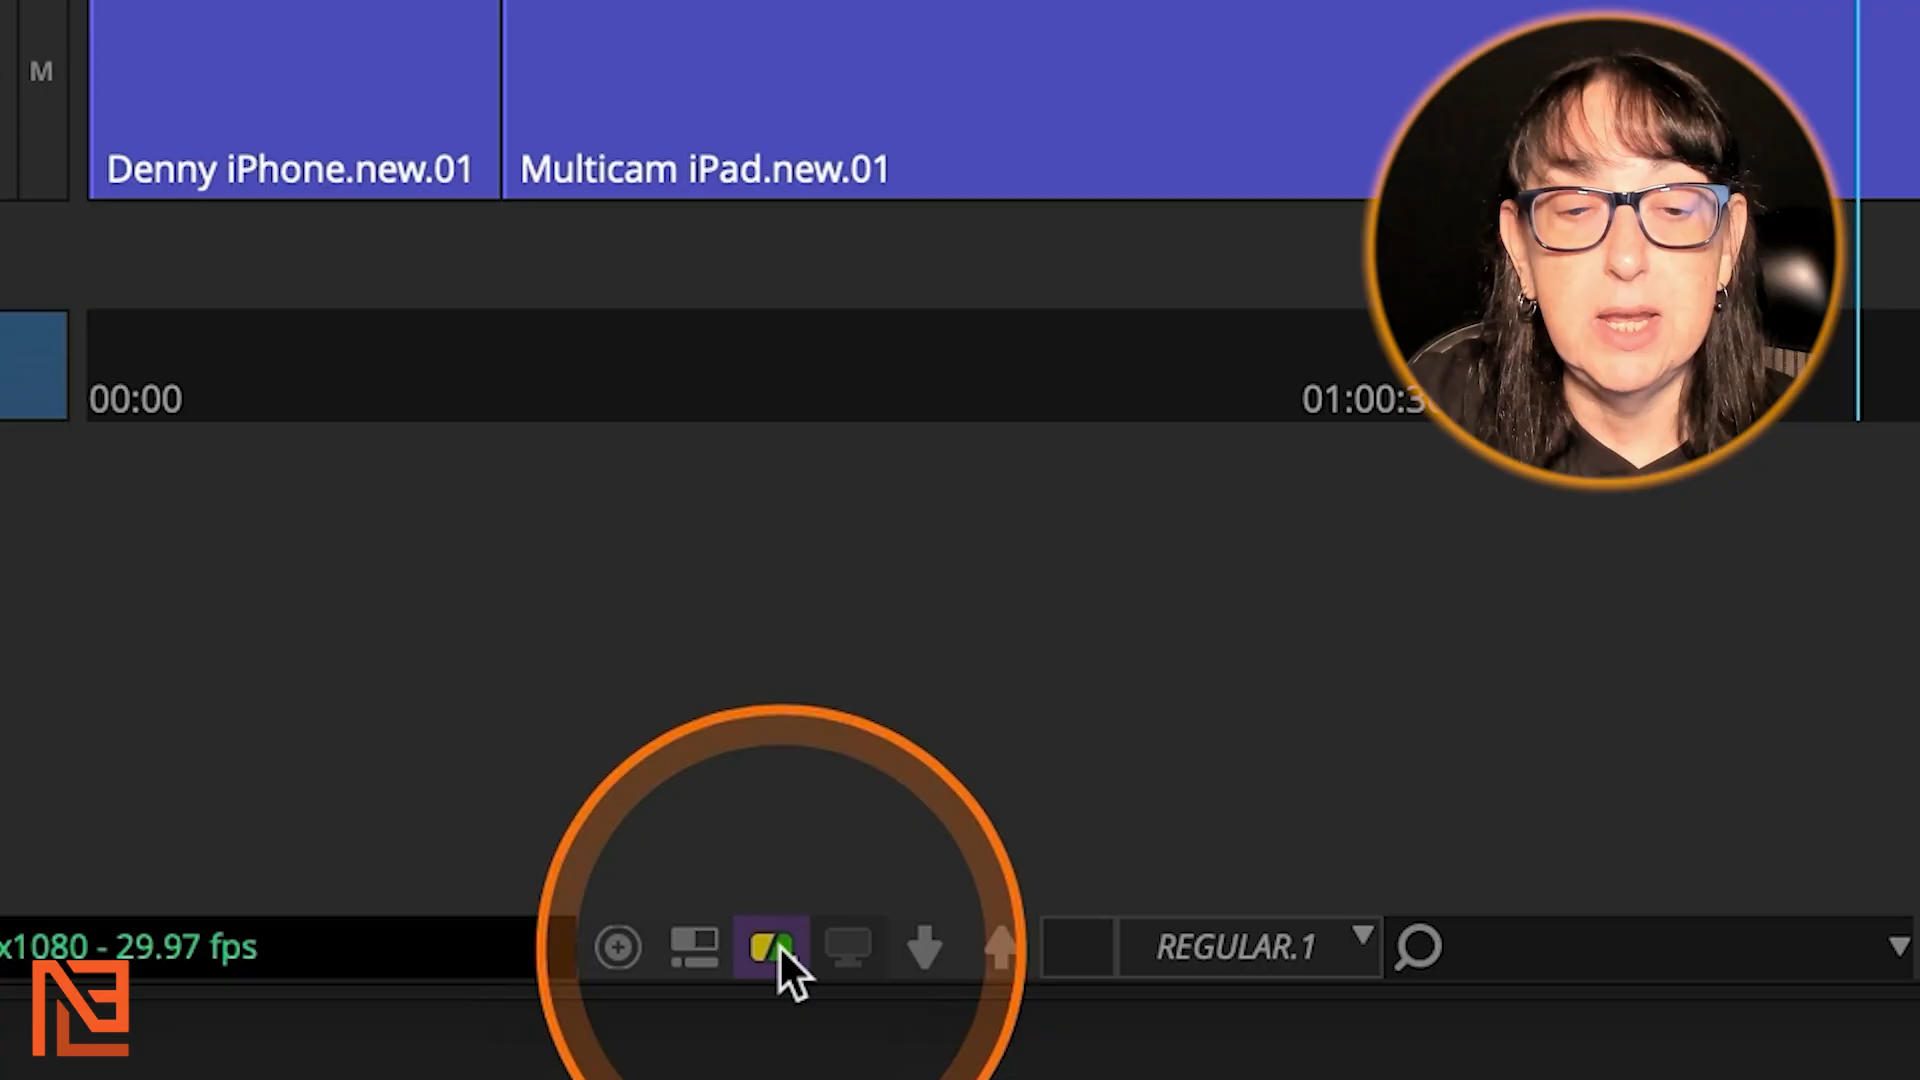 M
Denny iPhone.new.01
Multicam iPad.new.01
00:00
01:00:3
x1080 - 29.97 fps
REGULAR.1